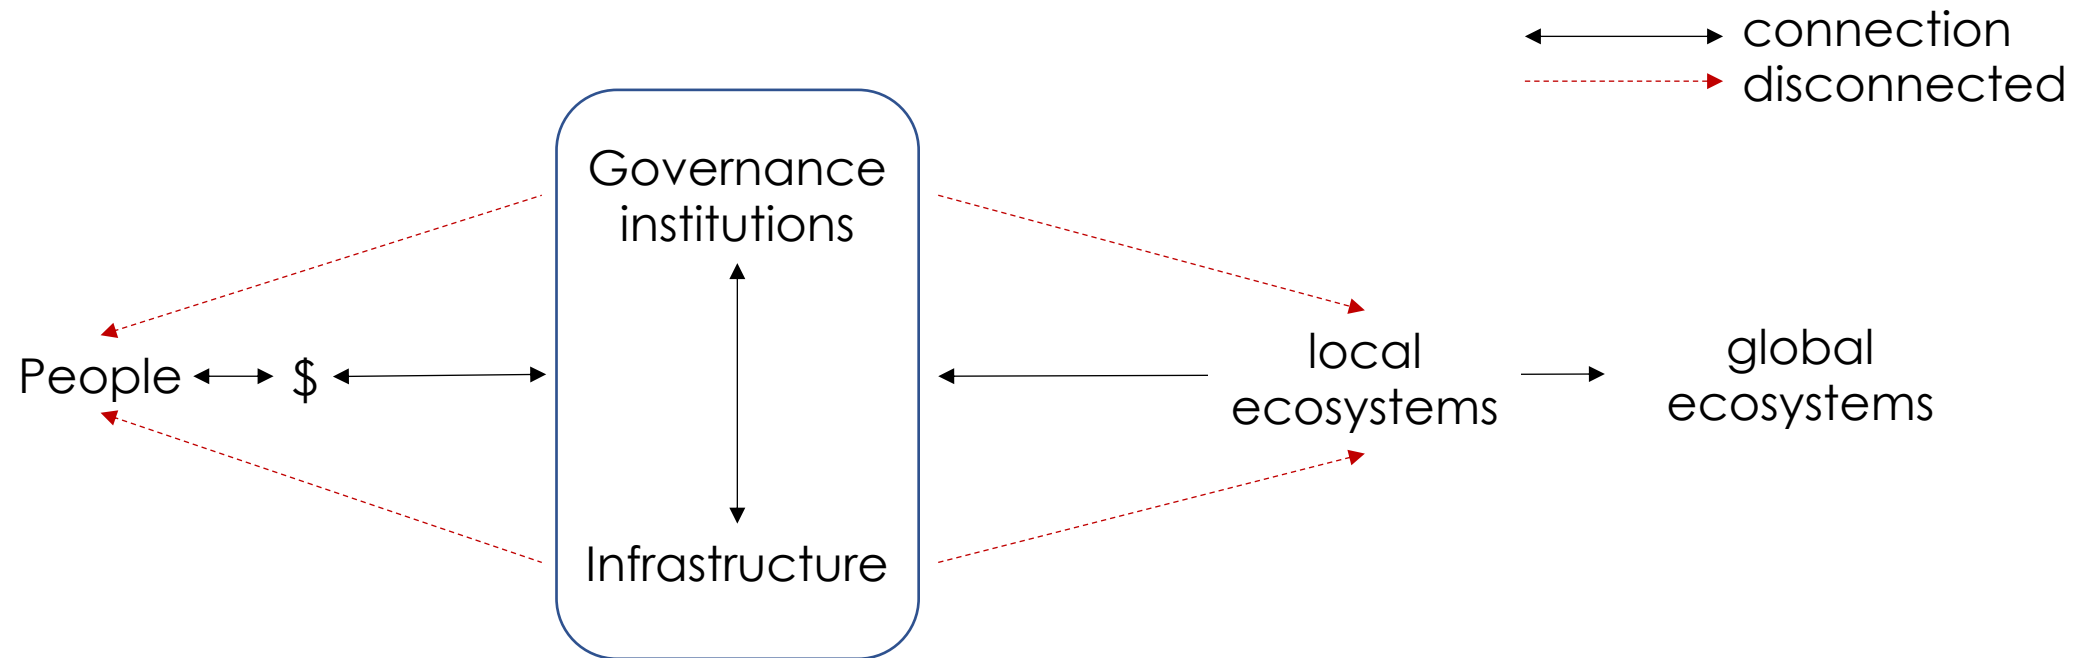 connection
disconnected
Governance
institutions
People
$
local
ecosystems
global
ecosystems
Infrastructure